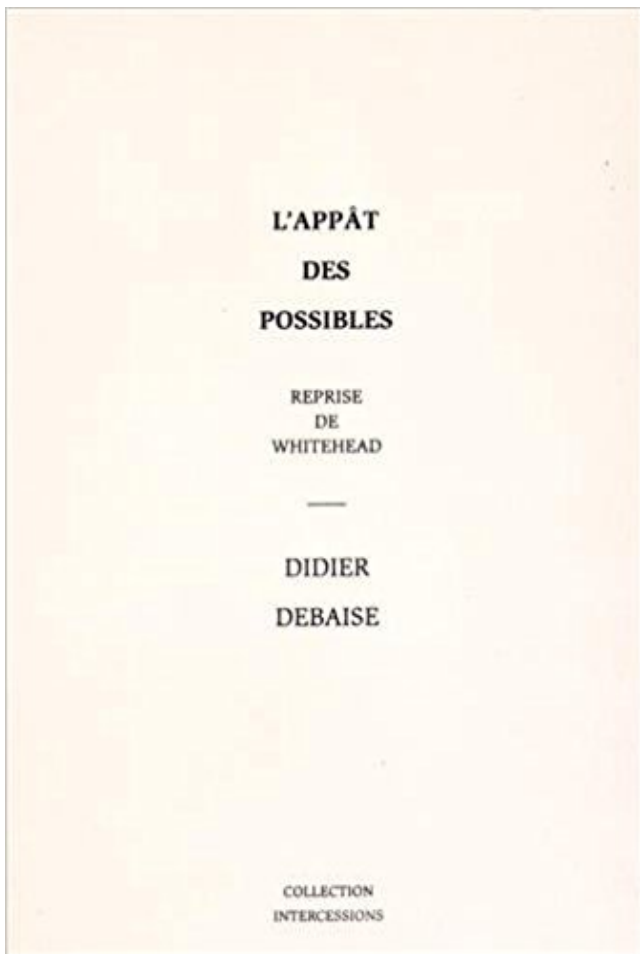 L'APPÂT
DES
POSSIBLES
REPRISE
DE
WHITEHEAD
DIDIER
DEBAISE
COLLECTION
INTERCESSIONS